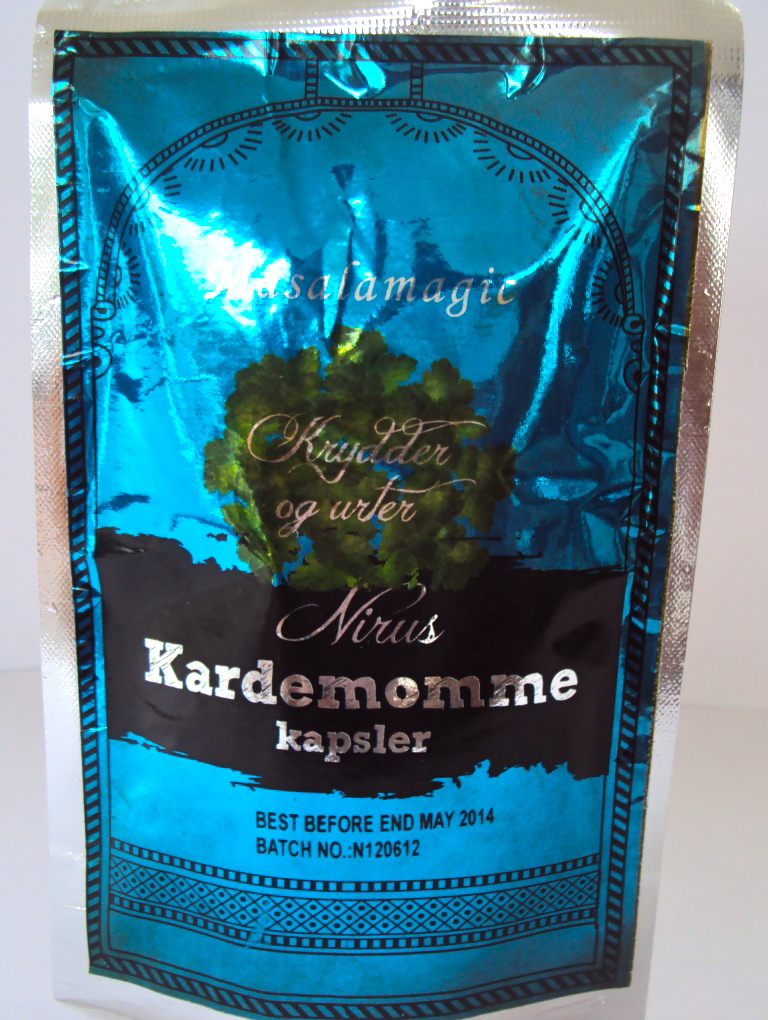 Masalamagic
Krydder
og urter
Nirus
Kardemomme
kapsler
BEST BEFORE END MAY 2014
BATCH NO.:N120612